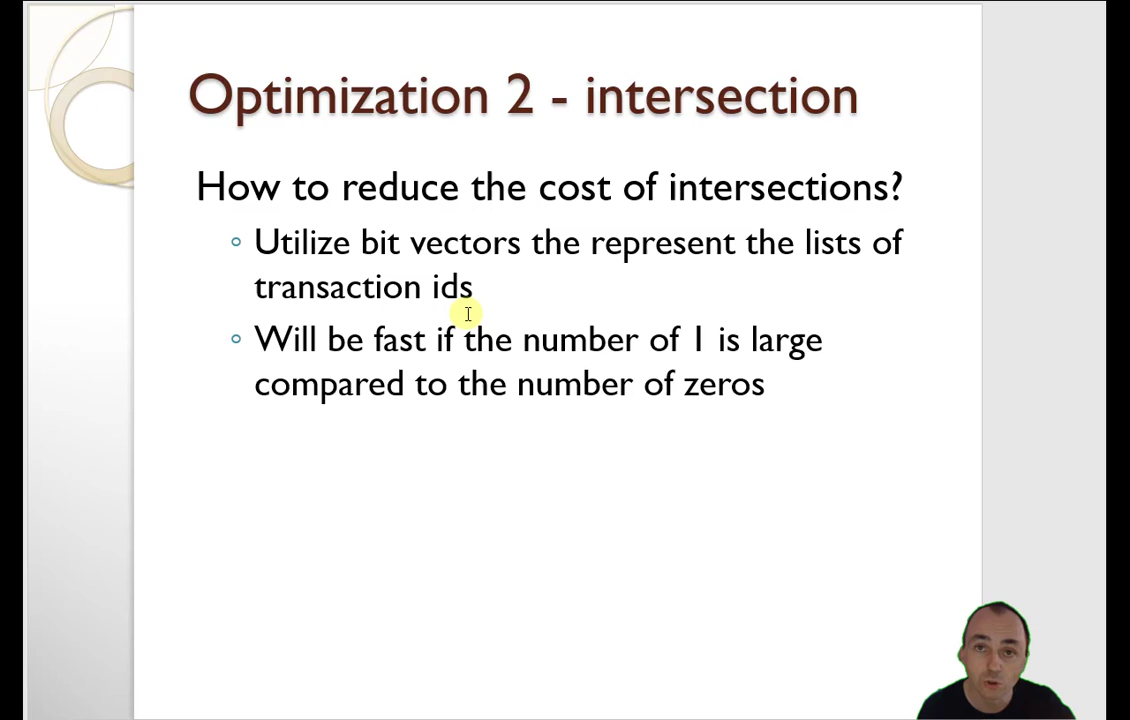 Optimization 2 - intersection
How to reduce the cost of intersections?
Utilize bit vectors the represent the lists of
transaction ids
Will be fast if the number of 1 is large
compared to the number of zeros